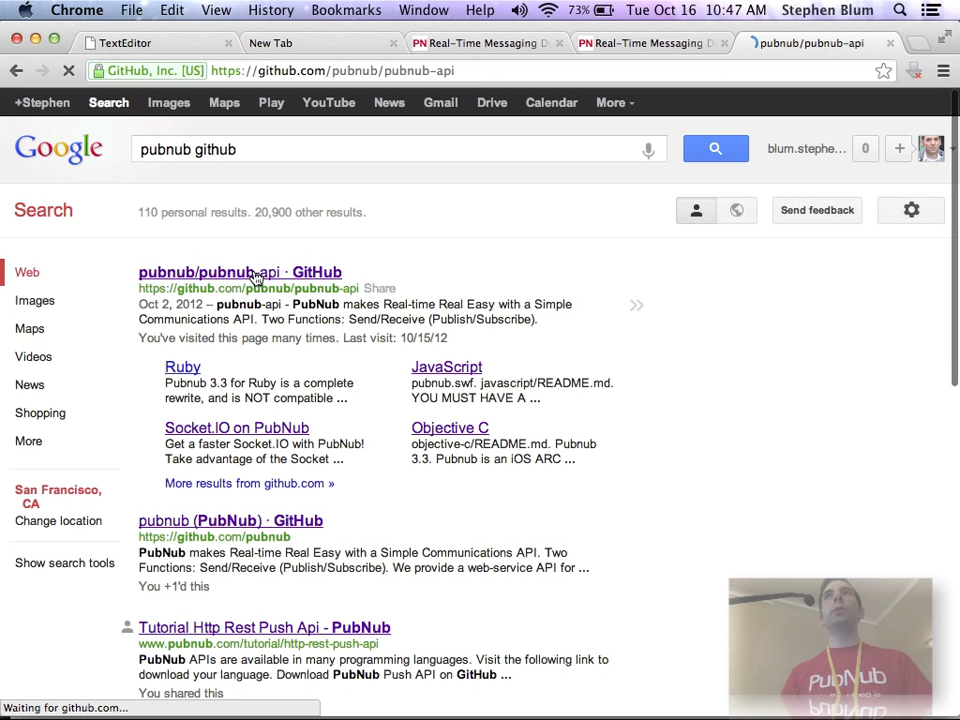 Chrome File Edit View History Bookmarks Window Help 73% Tue Oct 16 10:47 AM Stephen Blum
TextEditor New Tab PN Real-Time Messaging D PN Real-Time Messaging D pubnub/pubnub-api
GitHub, Inc. [US] https://github.com/pubnub/pubnub-api
+Stephen Search Images Maps Play YouTube News Gmail Drive Calendar More
Google pubnub github blum.stephe... 0 +
Search 110 personal results. 20,900 other results. Send feedback
Web
Images
Maps
Videos
News
Shopping
More
San Francisco,
CA
Change location
Show search tools
pubnub/pubnub-api · GitHub
https://github.com/pubnub/pubnub-api Share
Oct 2, 2012 – pubnub-api - PubNub makes Real-time Real Easy with a Simple
Communications API. Two Functions: Send/Receive (Publish/Subscribe).
You've visited this page many times. Last visit: 10/15/12
Ruby
Pubnub 3.3 for Ruby is a complete
rewrite, and is NOT compatible ...
JavaScript
pubnub.swf. javascript/README.md.
YOU MUST HAVE A ...
Socket.IO on PubNub
Get a faster Socket.IO with PubNub!
Take advantage of the Socket ...
Objective C
objective-c/README.md. Pubnub
3.3. Pubnub is an iOS ARC ...
More results from github.com »
pubnub (PubNub) · GitHub
https://github.com/pubnub
PubNub makes Real-time Real Easy with a Simple Communications API. Two
Functions: Send/Receive (Publish/Subscribe). We provide a web-service API for ...
You +1'd this
Tutorial Http Rest Push Api - PubNub
www.pubnub.com/tutorial/http-rest-push-api
PubNub APIs are available in many programming languages. Visit the following link to
download your language. Download PubNub Push API on GitHub ...
You shared this
PubNub
Waiting for github.com...